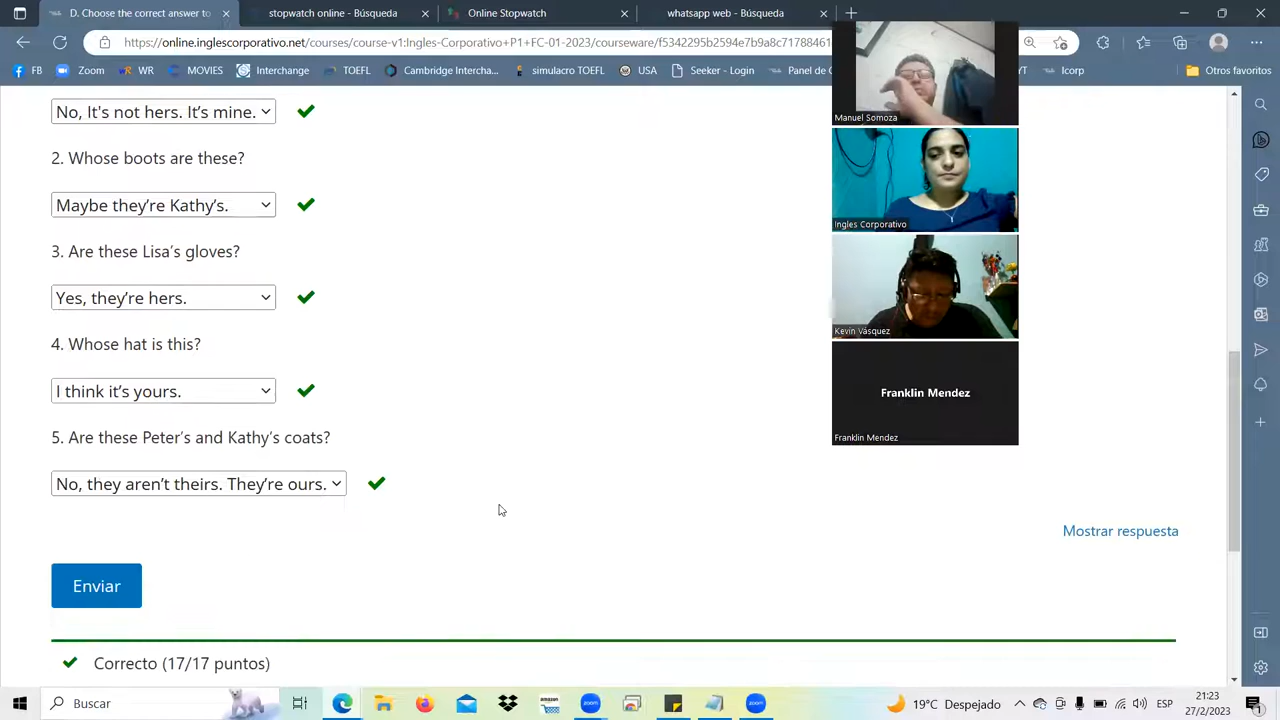 D. Choose the correct answer to
stopwatch online - Búsqueda
Online Stopwatch
whatsapp web - Búsqueda
https://online.inglescorporativo.net/courses/course-v1:Ingles-Corporativo+P1+FC-01-2023/courseware/f5342295b2594e7b9a8c71788461
FB
Zoom
WR
MOVIES
Interchange
TOEFL
Cambridge Intercha...
simulacro TOEFL
USA
Seeker - Login
Panel de
YT
Icorp
Otros favoritos
No, It's not hers. It's mine.
2. Whose boots are these?
Maybe they're Kathy's.
3. Are these Lisa's gloves?
Yes, they're hers.
4. Whose hat is this?
I think it's yours.
5. Are these Peter's and Kathy's coats?
No, they aren't theirs. They're ours.
Mostrar respuesta
Enviar
Correcto (17/17 puntos)
Manuel Somoza
Ingles Corporativo
Kevin Vásquez
Franklin Mendez
Franklin Mendez
Buscar
amazon
zoom
zoom
19°C Despejado
ESP
21:23
27/2/2023
1